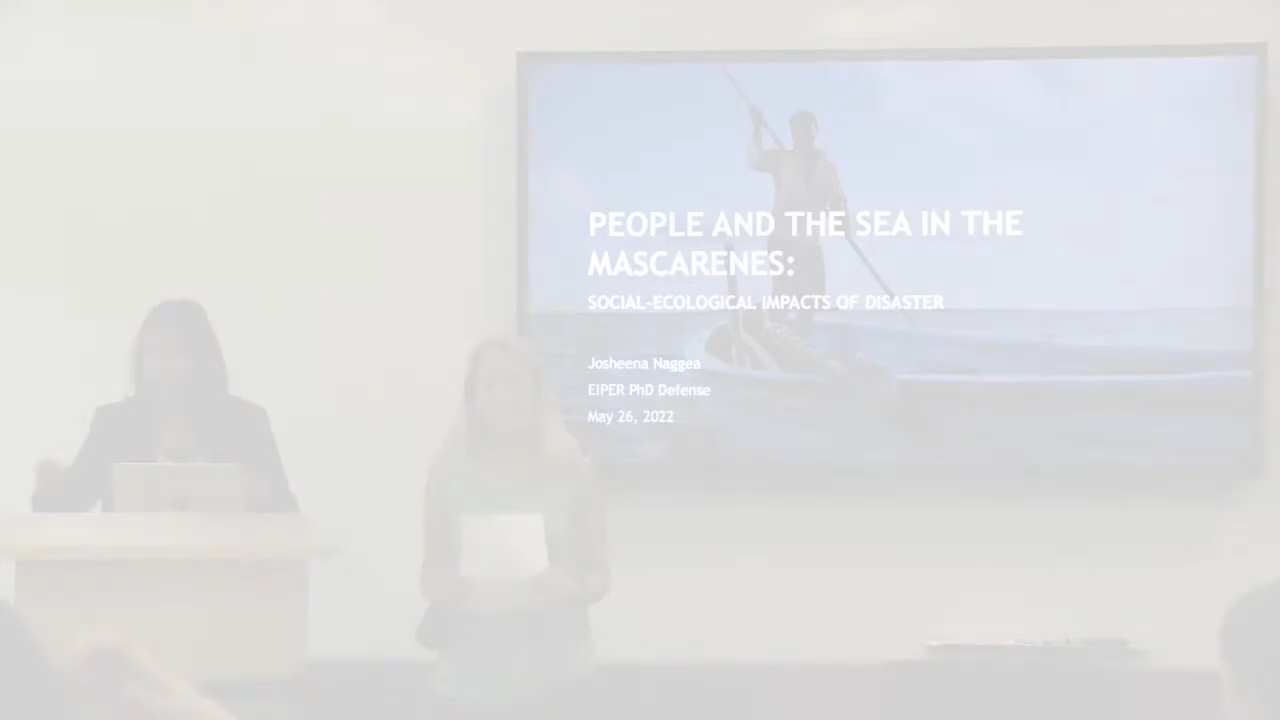 PEOPLE AND THE SEA IN THE
MASCARENES:
SOCIAL-ECOLOGICAL IMPACTS OF DISASTER
Josheena Naggea
EIPER PhD Defense
May 26, 2022